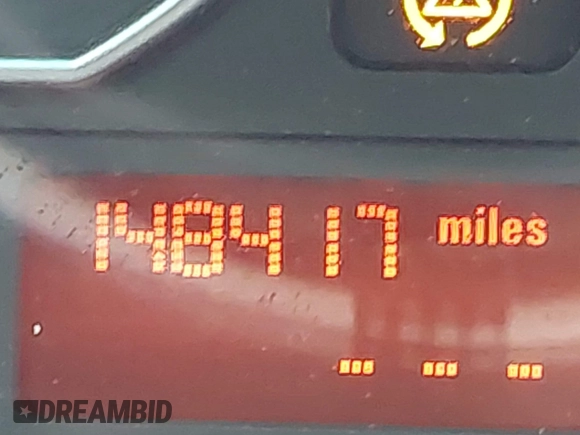 148417 miles
- - -
DREAMBID